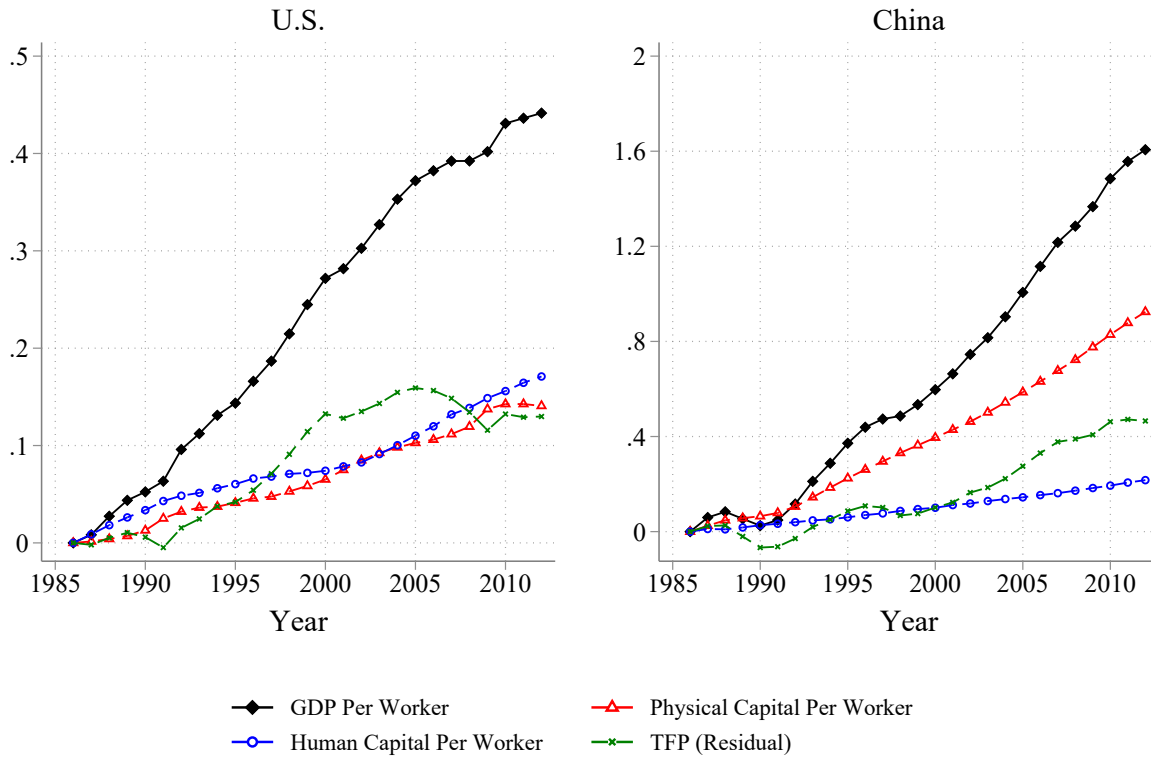 U.S.
.5
.4
.3
.2
.1
0
1985 1990 1995 2000 2005 2010
Year
China
2
1.6
1.2
.8
.4
0
1985 1990 1995 2000 2005 2010
Year
GDP Per Worker
Physical Capital Per Worker
Human Capital Per Worker
TFP (Residual)